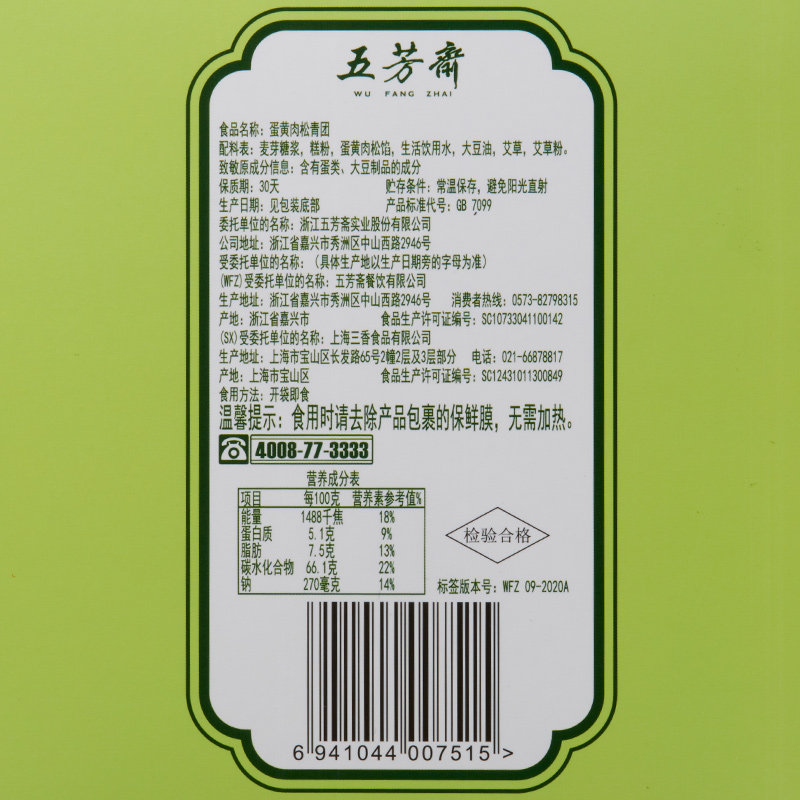 五芳斋
WU FANG ZHAI
食品名称：蛋黄肉松青团
配料表：麦芽糖浆，糕粉，蛋黄肉松馅，生活饮用水，大豆油，艾草，艾草粉。
致敏原成分信息：含有蛋类、大豆制品的成分
保质期：30天 贮存条件：常温保存，避免阳光直射
生产日期：见包装底部 产品标准代号：GB 7099
委托单位的名称：浙江五芳斋实业股份有限公司
公司地址：浙江省嘉兴市秀洲区中山西路2946号
受委托单位的名称：（具体生产地以生产日期旁的字母为准）
(WFZ)受委托单位的名称：五芳斋餐饮有限公司
生产地址：浙江省嘉兴市秀洲区中山西路2946号 消费者热线：0573-82798315
产地：浙江省嘉兴市 食品生产许可证编号：SC10733041100142
(SX)受委托单位的名称：上海三香食品有限公司
生产地址：上海市宝山区长发路65号2幢2层及3层部分 电话：021-66878817
产地：上海市宝山区 食品生产许可证编号：SC12431011300849
食用方法：开袋即食
温馨提示：食用时请去除产品包裹的保鲜膜，无需加热。
4008-77-3333
营养成分表
项目 每100克 营养素参考值%
能量 1488千焦 18%
蛋白质 5.1克 9%
脂肪 7.5克 13%
碳水化合物 66.1克 22%
钠 270毫克 14%
检验合格
标签版本号：WFZ 09-2020A
6 941044 007515 >